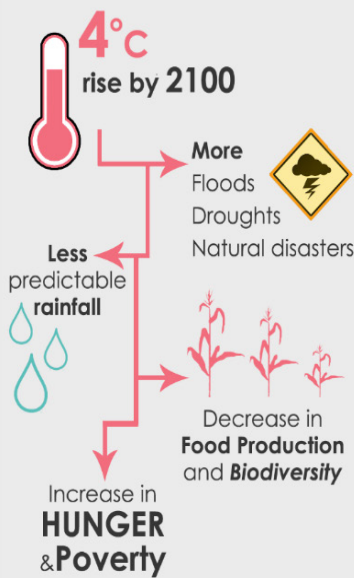 4°C
rise by 2100
More
Floods
Droughts
Natural disasters
Less
predictable
rainfall
Decrease in
Food Production
and Biodiversity
Increase in
HUNGER
&Poverty